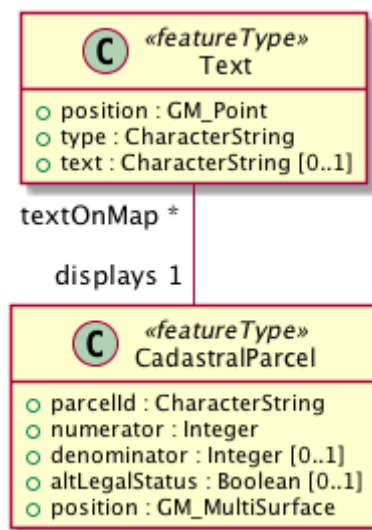 C «featureType»
Text
position : GM_Point
type : CharacterString
text : CharacterString [0..1]
textOnMap *
displays 1
C «featureType»
CadastralParcel
parcelId : CharacterString
numerator : Integer
denominator : Integer [0..1]
altLegalStatus : Boolean [0..1]
position : GM_MultiSurface